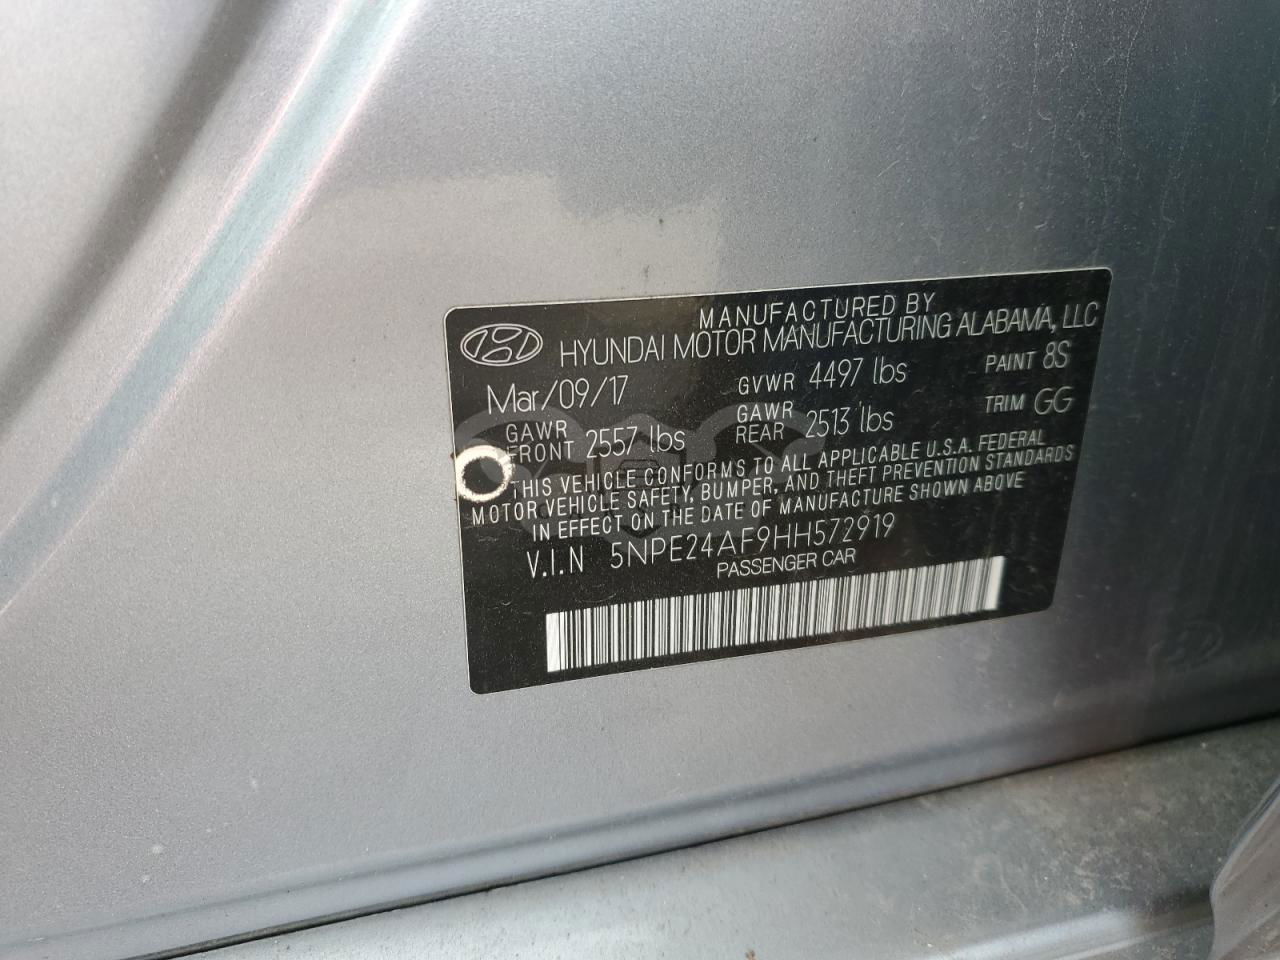 MANUFACTURED BY
HYUNDAI MOTOR MANUFACTURING ALABAMA, LLC
Mar/09/17 GVWR 4497 lbs PAINT 8S
GAWR FRONT 2557 lbs GAWR REAR 2513 lbs TRIM GG
THIS VEHICLE CONFORMS TO ALL APPLICABLE U.S.A. FEDERAL
MOTOR VEHICLE SAFETY, BUMPER, AND THEFT PREVENTION STANDARDS
IN EFFECT ON THE DATE OF MANUFACTURE SHOWN ABOVE
V.I.N 5NPE24AF9HH572919
PASSENGER CAR